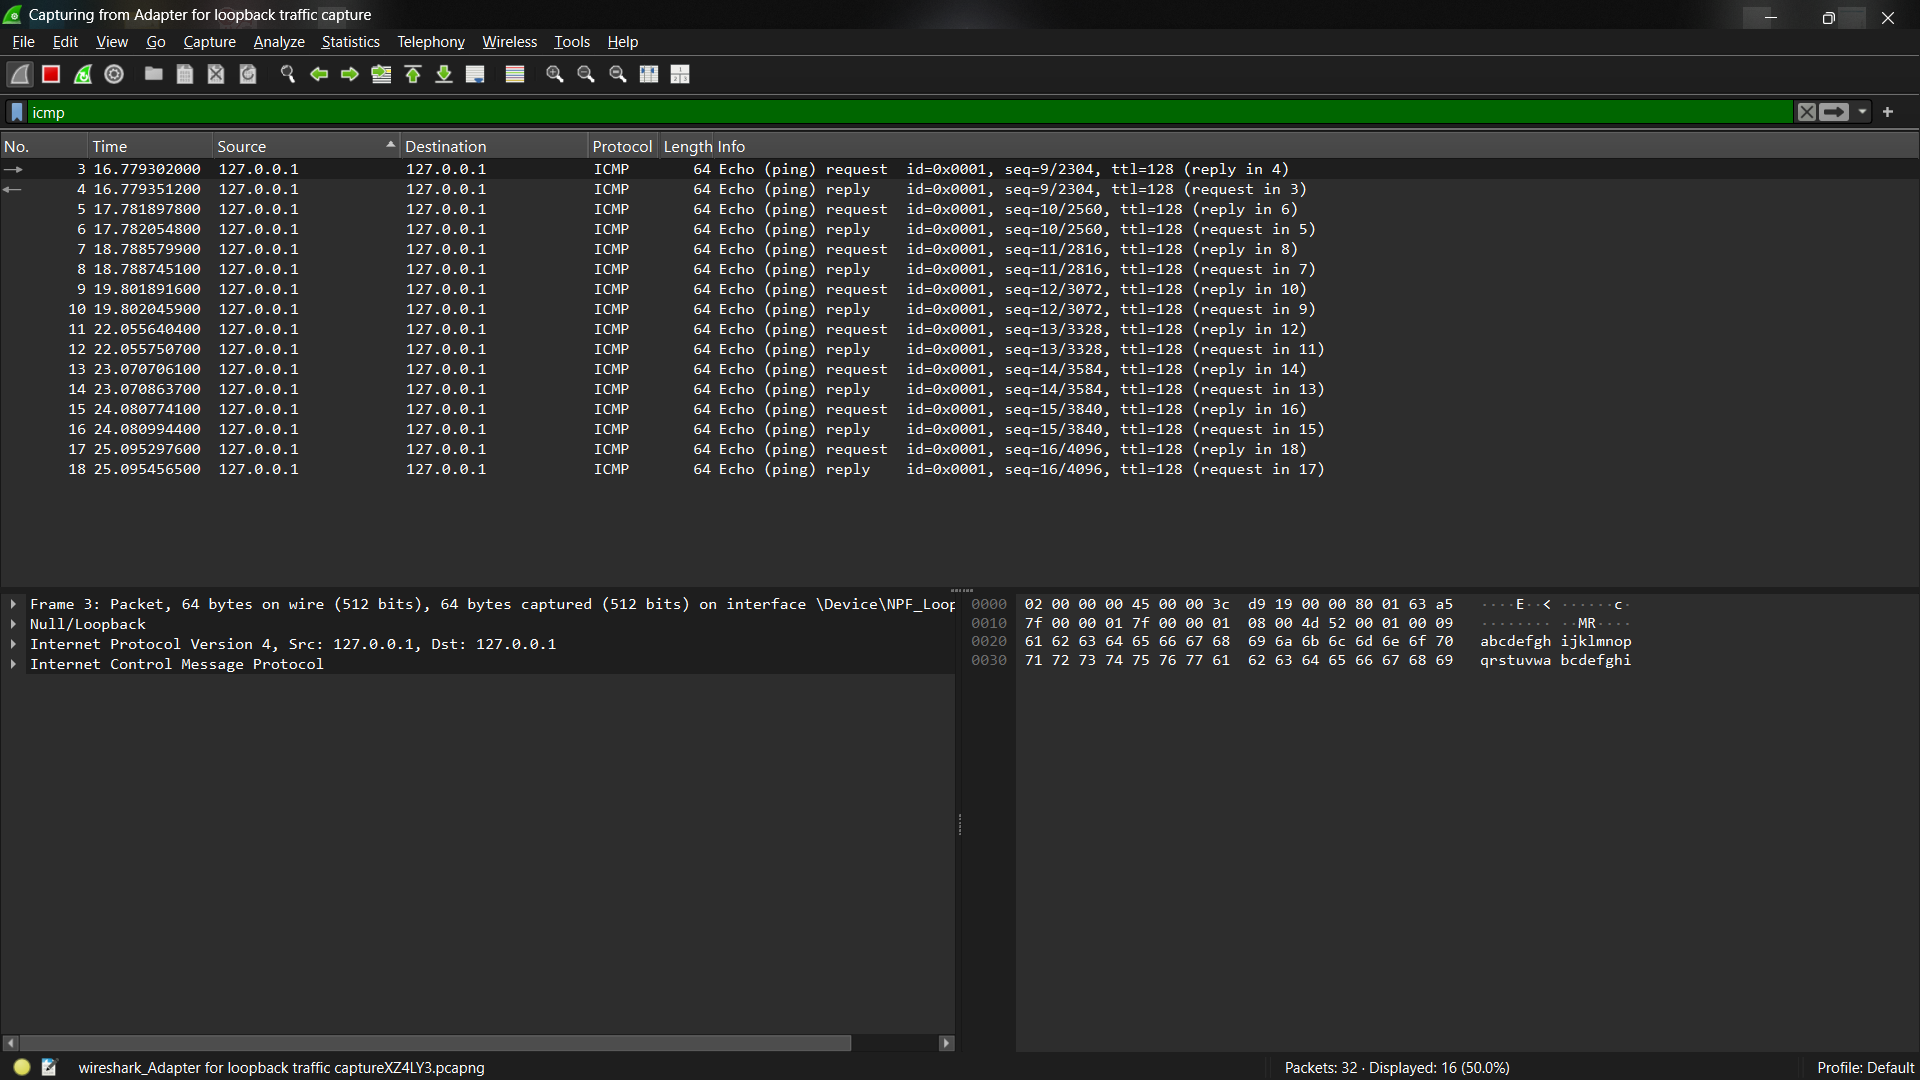 Capturing from Adapter for loopback traffic capture
File Edit View Go Capture Analyze Statistics Telephony Wireless Tools Help
icmp
No. Time Source Destination Protocol Length Info
3 16.779302000 127.0.0.1 127.0.0.1 ICMP 64 Echo (ping) request id=0x0001, seq=9/2304, ttl=128 (reply in 4)
4 16.779351200 127.0.0.1 127.0.0.1 ICMP 64 Echo (ping) reply id=0x0001, seq=9/2304, ttl=128 (request in 3)
5 17.781897800 127.0.0.1 127.0.0.1 ICMP 64 Echo (ping) request id=0x0001, seq=10/2560, ttl=128 (reply in 6)
6 17.782054800 127.0.0.1 127.0.0.1 ICMP 64 Echo (ping) reply id=0x0001, seq=10/2560, ttl=128 (request in 5)
7 18.788579900 127.0.0.1 127.0.0.1 ICMP 64 Echo (ping) request id=0x0001, seq=11/2816, ttl=128 (reply in 8)
8 18.788745100 127.0.0.1 127.0.0.1 ICMP 64 Echo (ping) reply id=0x0001, seq=11/2816, ttl=128 (request in 7)
9 19.801891600 127.0.0.1 127.0.0.1 ICMP 64 Echo (ping) request id=0x0001, seq=12/3072, ttl=128 (reply in 10)
10 19.802045900 127.0.0.1 127.0.0.1 ICMP 64 Echo (ping) reply id=0x0001, seq=12/3072, ttl=128 (request in 9)
11 22.055640400 127.0.0.1 127.0.0.1 ICMP 64 Echo (ping) request id=0x0001, seq=13/3328, ttl=128 (reply in 12)
12 22.055750700 127.0.0.1 127.0.0.1 ICMP 64 Echo (ping) reply id=0x0001, seq=13/3328, ttl=128 (request in 11)
13 23.070706100 127.0.0.1 127.0.0.1 ICMP 64 Echo (ping) request id=0x0001, seq=14/3584, ttl=128 (reply in 14)
14 23.070863700 127.0.0.1 127.0.0.1 ICMP 64 Echo (ping) reply id=0x0001, seq=14/3584, ttl=128 (request in 13)
15 24.080774100 127.0.0.1 127.0.0.1 ICMP 64 Echo (ping) request id=0x0001, seq=15/3840, ttl=128 (reply in 16)
16 24.080994400 127.0.0.1 127.0.0.1 ICMP 64 Echo (ping) reply id=0x0001, seq=15/3840, ttl=128 (request in 15)
17 25.095297600 127.0.0.1 127.0.0.1 ICMP 64 Echo (ping) request id=0x0001, seq=16/4096, ttl=128 (reply in 18)
18 25.095456500 127.0.0.1 127.0.0.1 ICMP 64 Echo (ping) reply id=0x0001, seq=16/4096, ttl=128 (request in 17)
Frame 3: Packet, 64 bytes on wire (512 bits), 64 bytes captured (512 bits) on interface \Device\NPF_Loop
Null/Loopback
Internet Protocol Version 4, Src: 127.0.0.1, Dst: 127.0.0.1
Internet Control Message Protocol
0000 02 00 00 00 45 00 00 3c d9 19 00 00 80 01 63 a5 ····E··< ······c·
0010 7f 00 00 01 7f 00 00 01 08 00 4d 52 00 01 00 09 ········ ··MR····
0020 61 62 63 64 65 66 67 68 69 6a 6b 6c 6d 6e 6f 70 abcdefgh ijklmnop
0030 71 72 73 74 75 76 77 61 62 63 64 65 66 67 68 69 qrstuvwa bcdefghi
wireshark_Adapter for loopback traffic captureXZ4LY3.pcapng
Packets: 32 · Displayed: 16 (50.0%)
Profile: Default